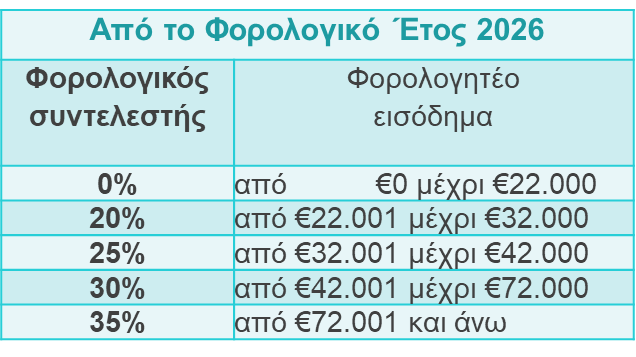 Από το Φορολογικό Έτος 2026
Φορολογικός Φορολογητέο
συντελεστής εισόδημα
0% από €0 μέχρι €22.000
20% από €22.001 μέχρι €32.000
25% από €32.001 μέχρι €42.000
30% από €42.001 μέχρι €72.000
35% από €72.001 και άνω